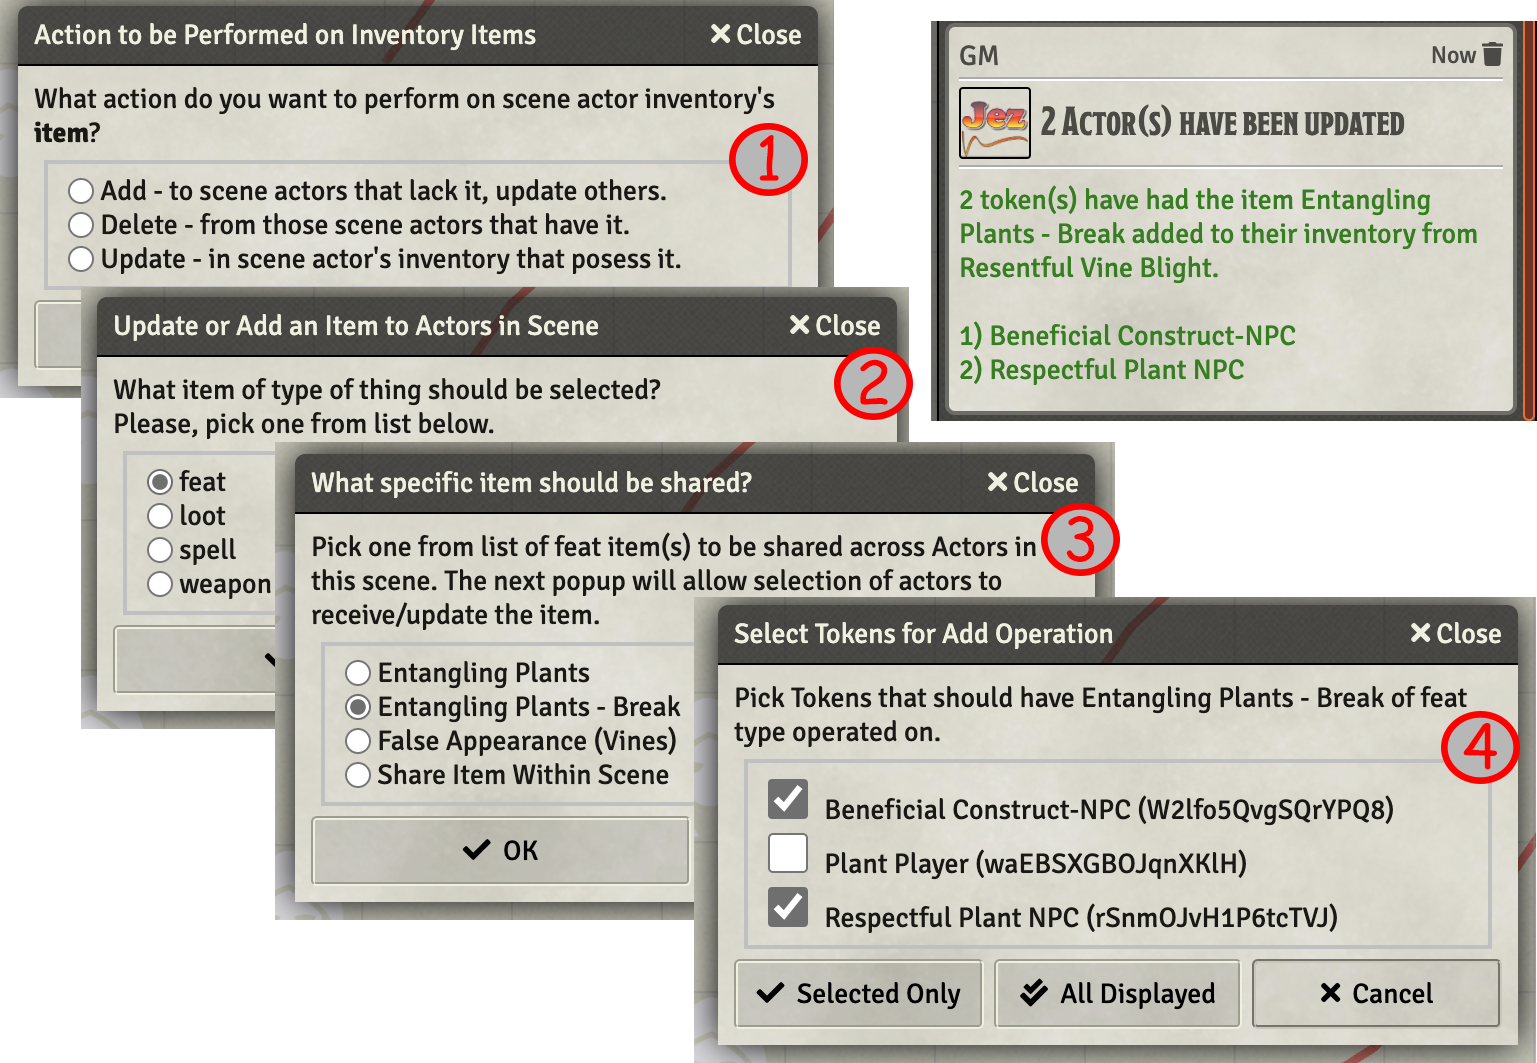 Action to be Performed on Inventory Items
Close
What action do you want to perform on scene actor inventory's
item?
1
Add - to scene actors that lack it, update others.
Delete - from those scene actors that have it.
Update - in scene actor's inventory that posess it.
Update or Add an Item to Actors in Scene
Close
What item of type of thing should be selected?
Please, pick one from list below.
2
feat
loot
spell
weapon
What specific item should be shared?
Close
Pick one from list of feat item(s) to be shared across Actors in
this scene. The next popup will allow selection of actors to
receive/update the item.
3
Entangling Plants
Entangling Plants - Break
False Appearance (Vines)
Share Item Within Scene
OK
Select Tokens for Add Operation
Close
Pick Tokens that should have Entangling Plants - Break of feat
type operated on.
4
Beneficial Construct-NPC (W2lfo5QvgSQrYPQ8)
Plant Player (waEBSXGBOJqnXKlH)
Respectful Plant NPC (rSnmOJvH1P6tcTVJ)
Selected Only
All Displayed
Cancel
GM
Now
Jez
2 Actor(s) have been updated
2 token(s) have had the item Entangling
Plants - Break added to their inventory from
Resentful Vine Blight.
1) Beneficial Construct-NPC
2) Respectful Plant NPC